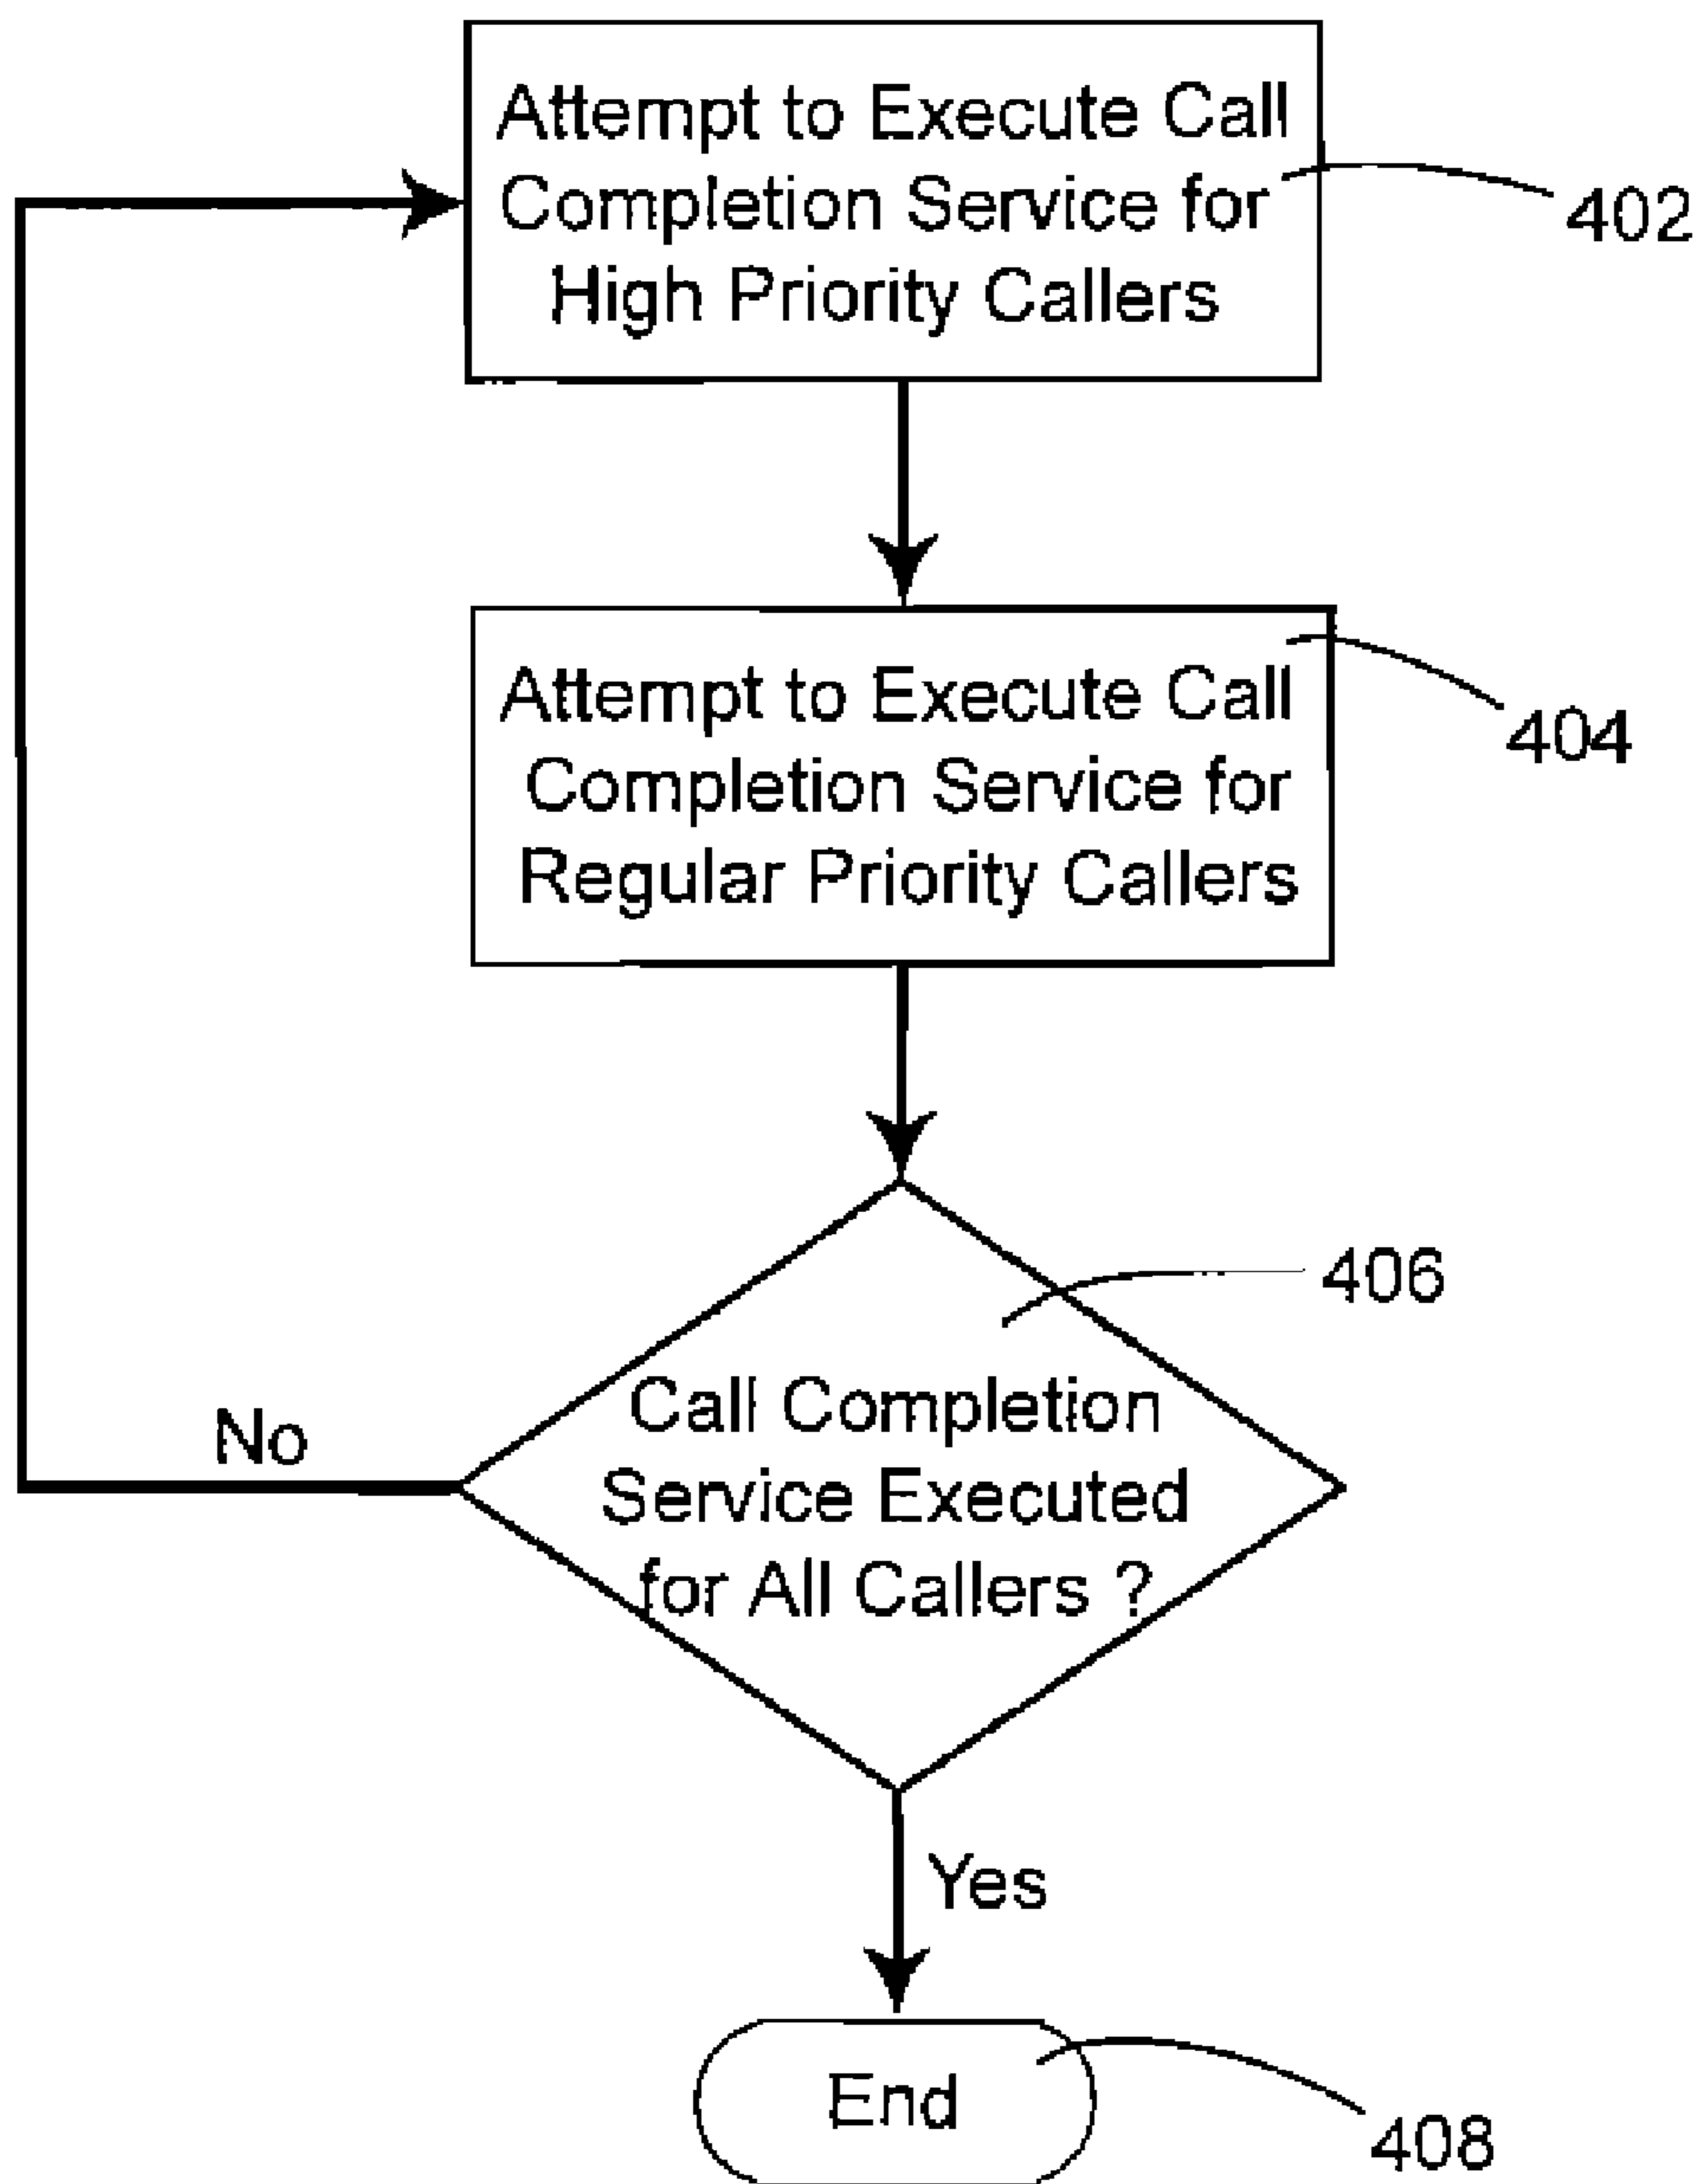 Attempt to Execute Call
Completion Service for
High Priority Callers
402
Attempt to Execute Call
Completion Service for
Regular Priority Callers
404
406
Call Completion
Service Executed
for All Callers ?
No
Yes
End
408